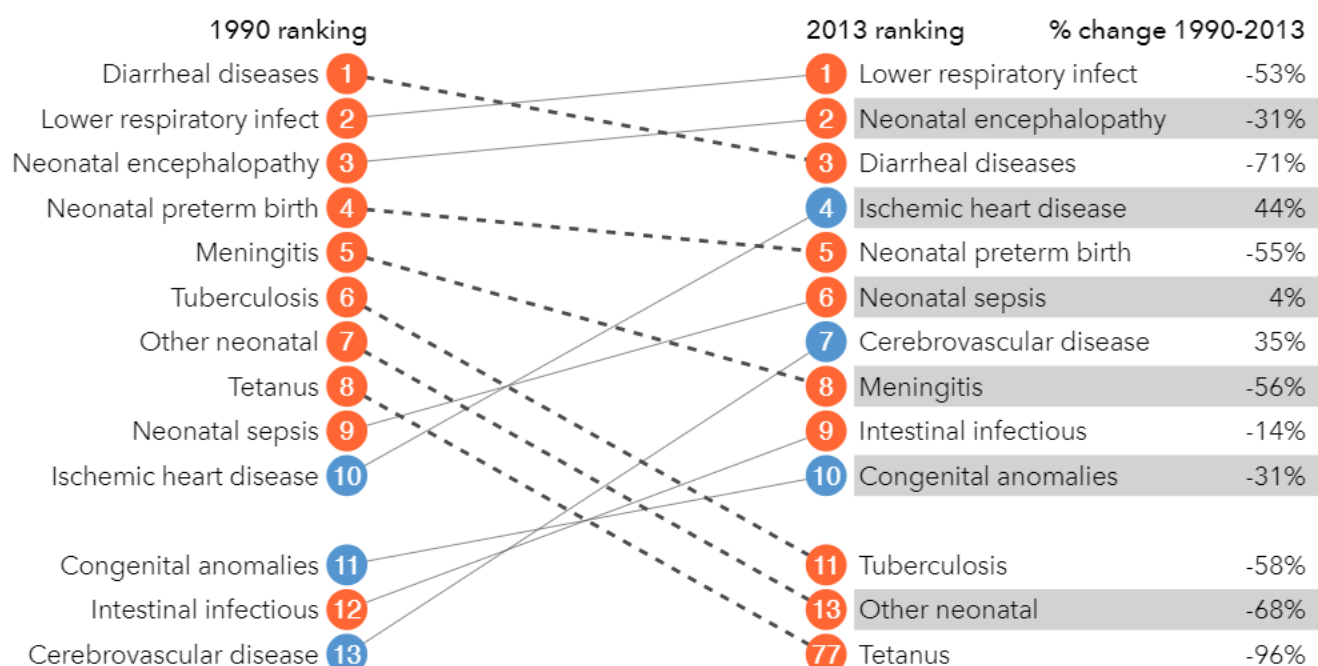 1990 ranking 2013 ranking % change 1990-2013
Diarrheal diseases 1 1 Lower respiratory infect -53%
Lower respiratory infect 2 2 Neonatal encephalopathy -31%
Neonatal encephalopathy 3 3 Diarrheal diseases -71%
Neonatal preterm birth 4 4 Ischemic heart disease 44%
Meningitis 5 5 Neonatal preterm birth -55%
Tuberculosis 6 6 Neonatal sepsis 4%
Other neonatal 7 7 Cerebrovascular disease 35%
Tetanus 8 8 Meningitis -56%
Neonatal sepsis 9 9 Intestinal infectious -14%
Ischemic heart disease 10 10 Congenital anomalies -31%
Congenital anomalies 11 11 Tuberculosis -58%
Intestinal infectious 12 13 Other neonatal -68%
Cerebrovascular disease 13 77 Tetanus -96%